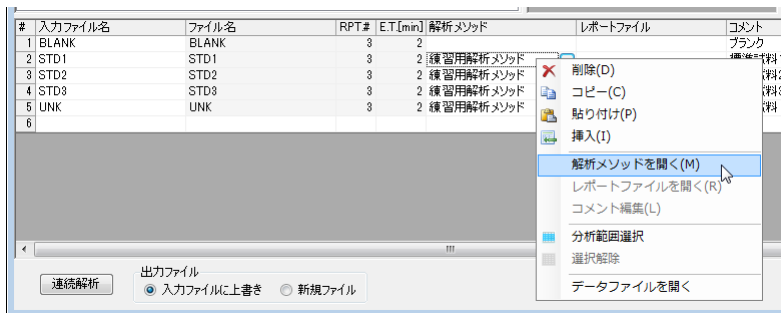 # 入力ファイル名 ファイル名 RPT# E.T.[min] 解析メソッド レポートファイル コメント
1 BLANK BLANK 3 2 ブランク
2 STD1 STD1 3 2 練習用解析メソッド
3 STD2 STD2 3 2 練習用解析メソッド
4 STD3 STD3 3 2 練習用解析メソッド
5 UNK UNK 3 2 練習用解析メソッド
6
削除(D)
コピー(C)
貼り付け(P)
挿入(I)
解析メソッドを開く(M)
レポートファイルを開く(R)
コメント編集(L)
分析範囲選択
選択解除
データファイルを開く
連続解析
出力ファイル
入力ファイルに上書き 新規ファイル